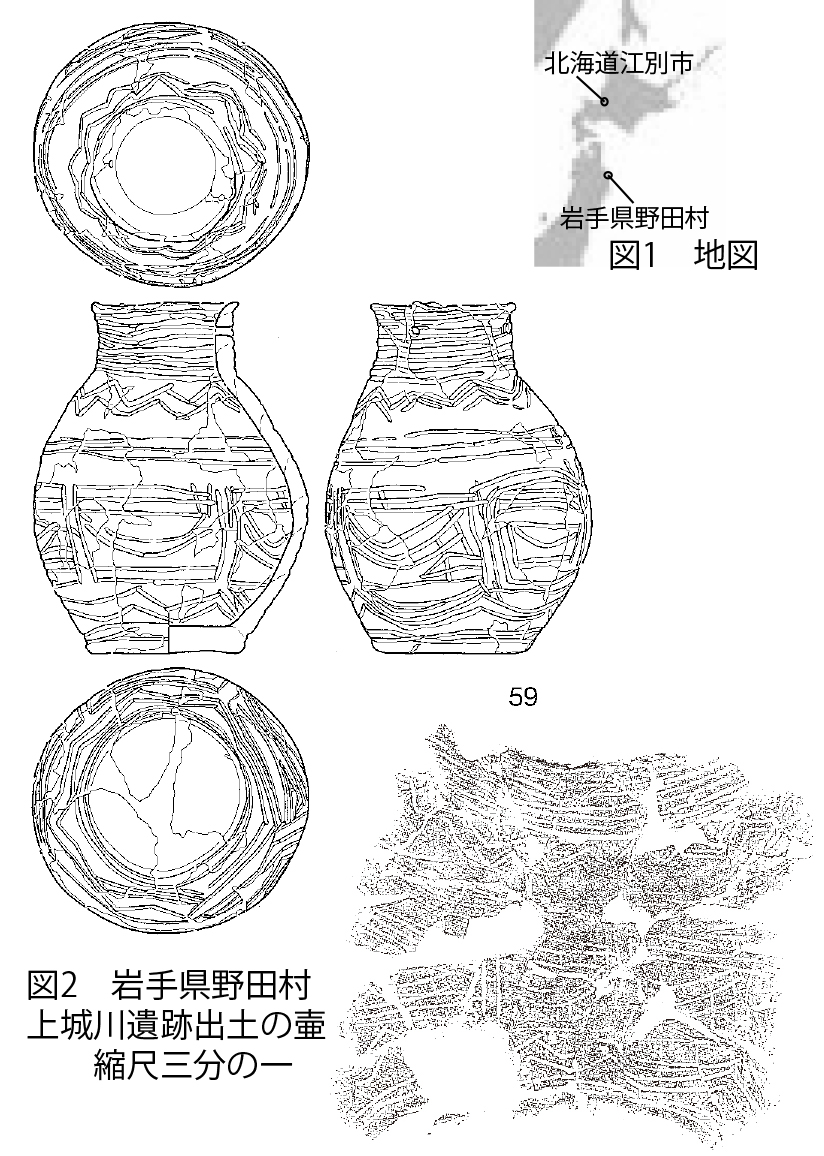 北海道江別市
岩手県野田村
図1　地図
59
図2　岩手県野田村
上城川遺跡出土の壷
縮尺三分の一